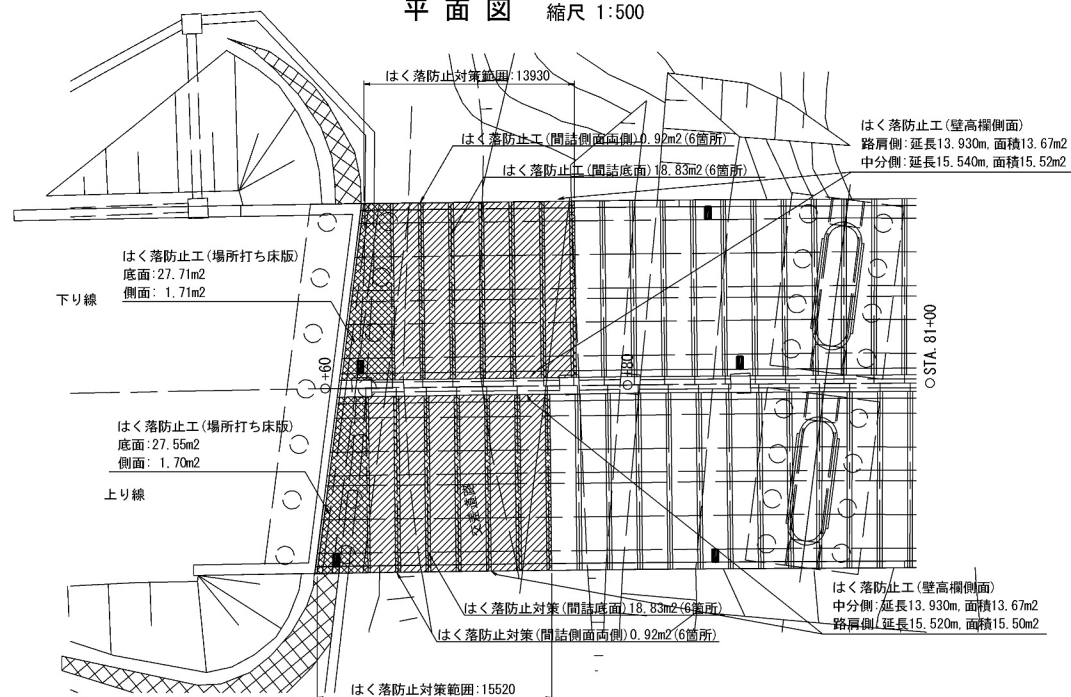 平面図 縮尺 1:500
はく落防止対策範囲:13930
はく落防止工(間詰側面両側)0.92m2(6箇所)
はく落防止工(間詰底面)18.83m2(6箇所)
はく落防止工(壁高欄側面)
路肩側:延長13.930m, 面積13.67m2
中分側:延長15.540m, 面積15.52m2
はく落防止工(場所打ち床版)
底面:27.71m2
側面: 1.71m2
下り線
+60
+80
STA. 81+00
はく落防止工(場所打ち床版)
底面:27.55m2
側面: 1.70m2
上り線
交差道路
はく落防止工(壁高欄側面)
中分側:延長13.930m, 面積13.67m2
路肩側:延長15.520m, 面積15.50m2
はく落防止対策(間詰底面)18.83m2(6箇所)
はく落防止対策(間詰側面両側)0.92m2(6箇所)
はく落防止対策範囲:15520